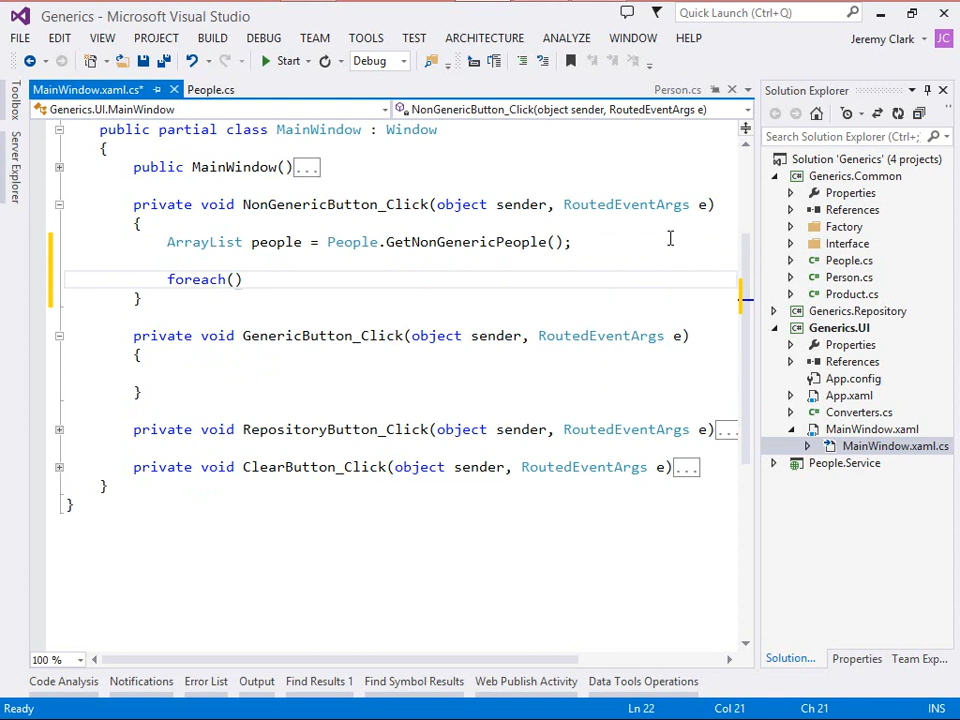 Generics - Microsoft Visual Studio
Quick Launch (Ctrl+Q)
FILE EDIT VIEW PROJECT BUILD DEBUG TEAM TOOLS TEST ARCHITECTURE ANALYZE WINDOW HELP
Jeremy Clark JC
Start Debug
Toolbox
Server Explorer
MainWindow.xaml.cs* People.cs Person.cs
Generics.UI.MainWindow NonGenericButton_Click(object sender, RoutedEventArgs e)
public partial class MainWindow : Window
{
public MainWindow()...
private void NonGenericButton_Click(object sender, RoutedEventArgs e)
{
ArrayList people = People.GetNonGenericPeople();
foreach()
}
private void GenericButton_Click(object sender, RoutedEventArgs e)
{
}
private void RepositoryButton_Click(object sender, RoutedEventArgs e)...
private void ClearButton_Click(object sender, RoutedEventArgs e)...
}
}
100 %
Solution Explorer
Search Solution Explorer (Ctrl+;
Solution 'Generics' (4 projects)
Generics.Common
Properties
References
Factory
Interface
People.cs
Person.cs
Product.cs
Generics.Repository
Generics.UI
Properties
References
App.config
App.xaml
Converters.cs
MainWindow.xaml
MainWindow.xaml.cs
People.Service
Solution... Properties Team Exp...
Code Analysis Notifications Error List Output Find Results 1 Find Symbol Results Web Publish Activity Data Tools Operations
Ready Ln 22 Col 21 Ch 21 INS